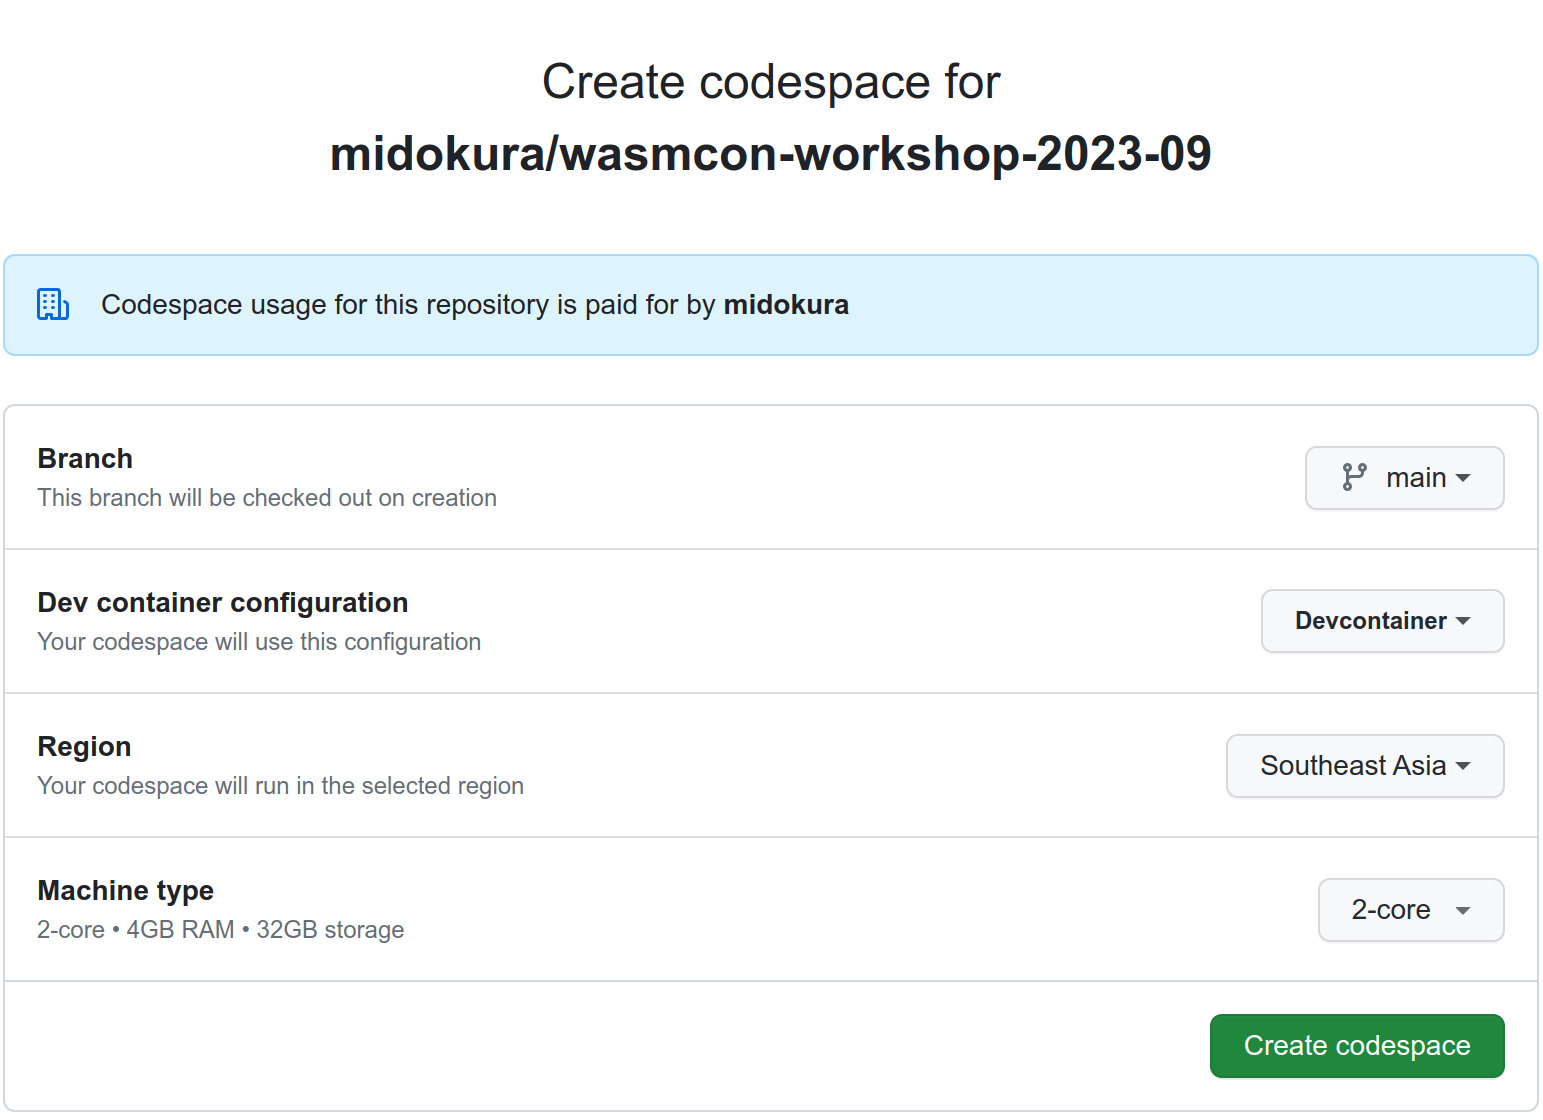 Create codespace for
midokura/wasmcon-workshop-2023-09
Codespace usage for this repository is paid for by midokura
Branch
This branch will be checked out on creation
main
Dev container configuration
Your codespace will use this configuration
Devcontainer
Region
Your codespace will run in the selected region
Southeast Asia
Machine type
2-core • 4GB RAM • 32GB storage
2-core
Create codespace